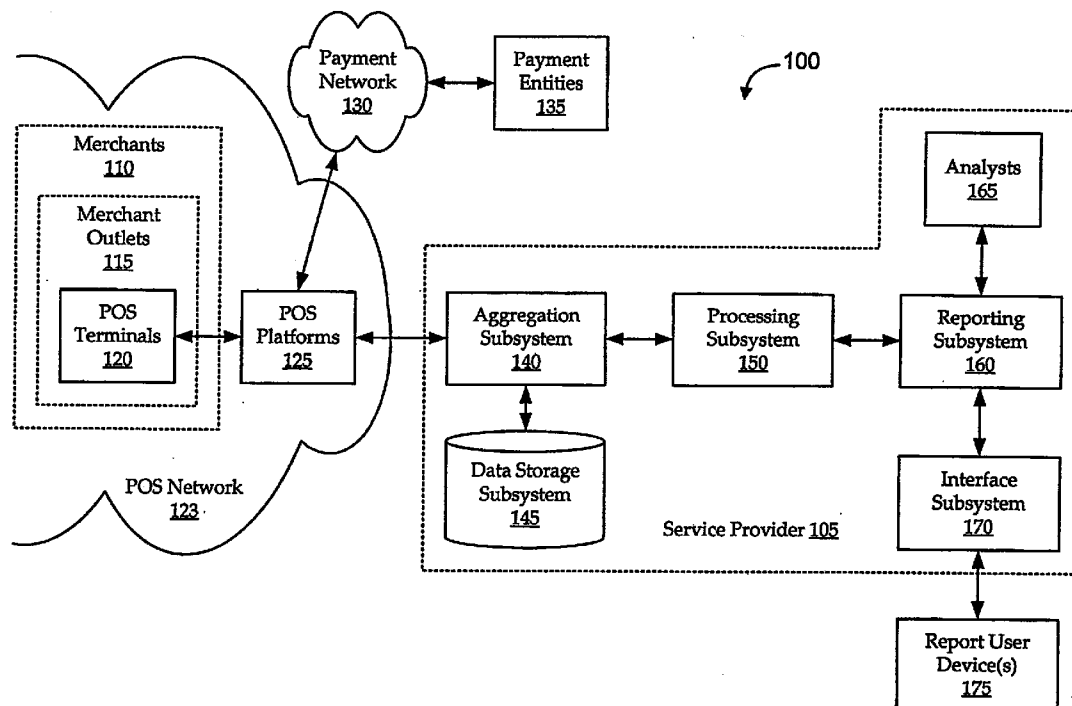 Payment
Network
130
Payment
Entities
135
100
Merchants
110
Merchant
Outlets
115
POS
Terminals
120
POS
Platforms
125
POS Network
123
Aggregation
Subsystem
140
Data Storage
Subsystem
145
Processing
Subsystem
150
Analysts
165
Reporting
Subsystem
160
Interface
Subsystem
170
Service Provider 105
Report User
Device(s)
175